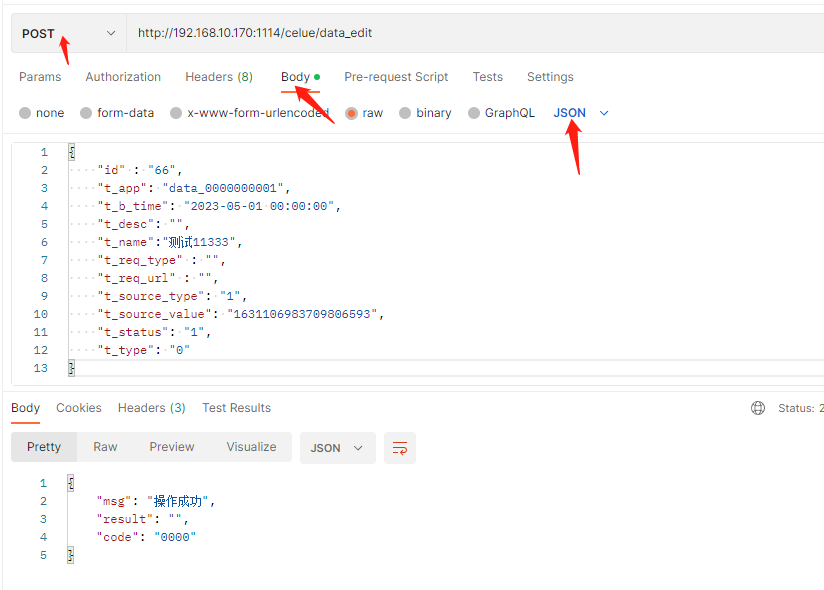 POST http://192.168.10.170:1114/celue/data_edit
Params Authorization Headers (8) Body Pre-request Script Tests Settings
none form-data x-www-form-urlencoded raw binary GraphQL JSON
1 {
2 "id" : "66",
3 "t_app": "data_0000000001",
4 "t_b_time": "2023-05-01 00:00:00",
5 "t_desc": "",
6 "t_name":"测试11333",
7 "t_req_type" : "",
8 "t_req_url" : "",
9 "t_source_type": "1",
10 "t_source_value": "1631106983709806593",
11 "t_status": "1",
12 "t_type": "0"
13 }
Body Cookies Headers (3) Test Results Status: 2
Pretty Raw Preview Visualize JSON
1 {
2 "msg": "操作成功",
3 "result": "",
4 "code": "0000"
5 }